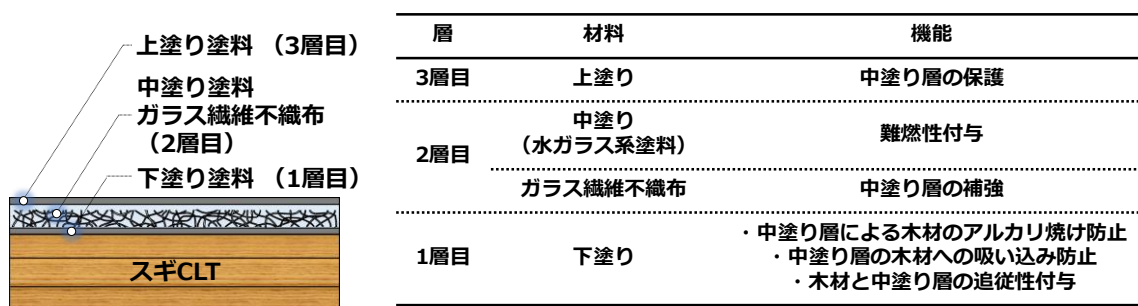 上塗り塗料 （3層目）
中塗り塗料
ガラス繊維不織布
（2層目）
下塗り塗料 （1層目）
スギCLT
層 材料 機能
3層目 上塗り 中塗り層の保護
2層目
中塗り
（水ガラス系塗料）
難燃性付与
ガラス繊維不織布 中塗り層の補強
1層目 下塗り
・中塗り層による木材のアルカリ焼け防止
・中塗り層の木材への吸い込み防止
・木材と中塗り層の追従性付与